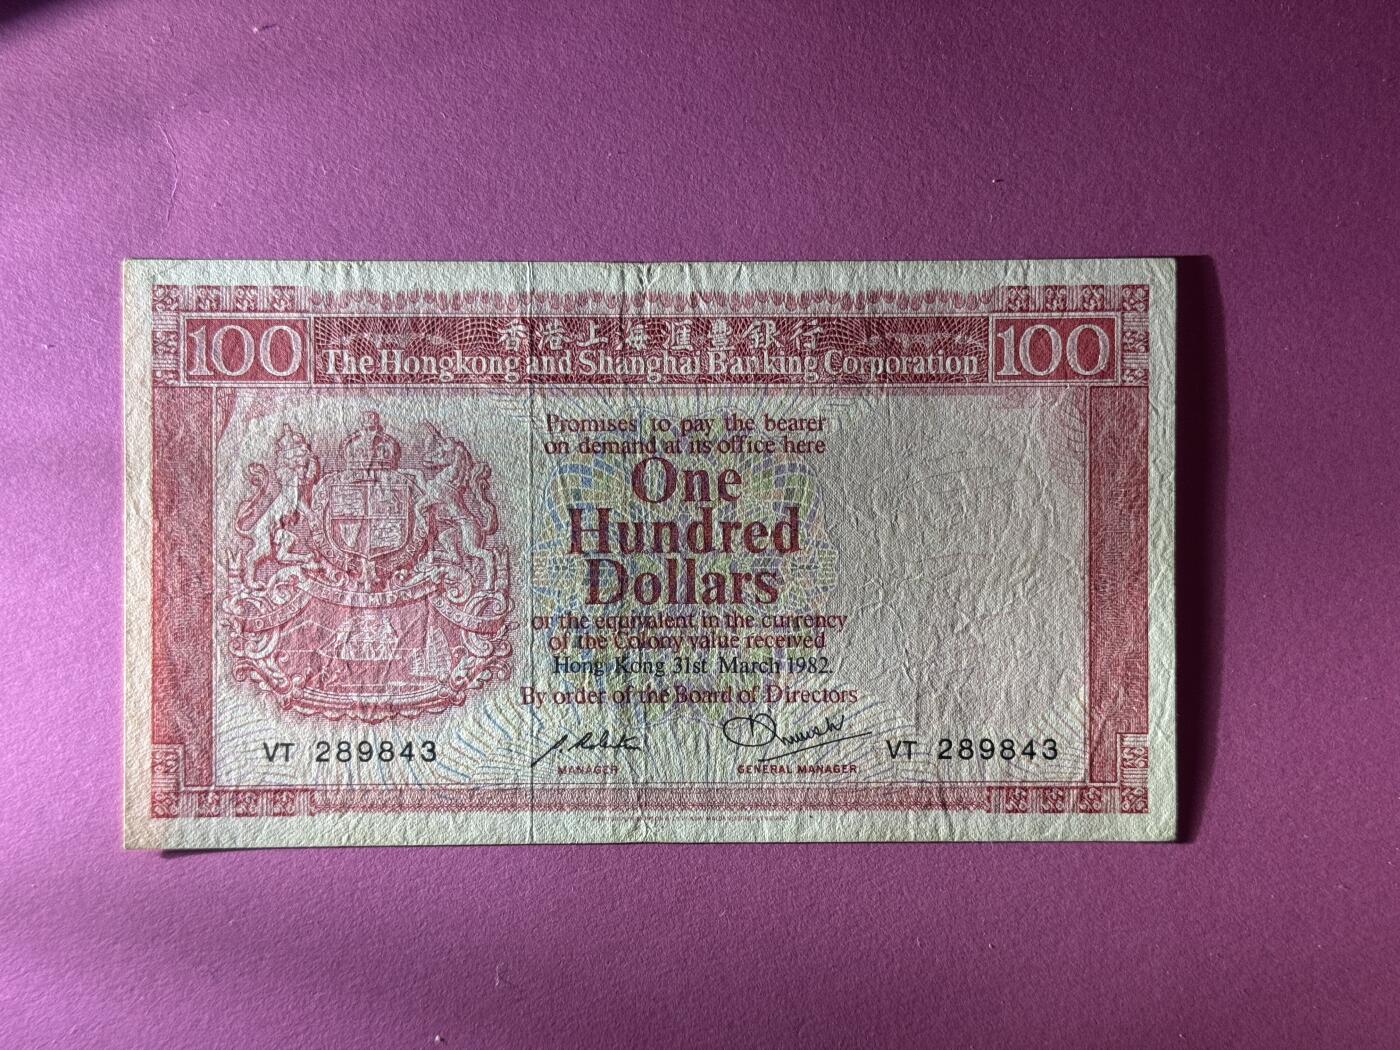 香港上海滙豐銀行
100 The Hongkong and Shanghai Banking Corporation 100
Promises to pay the bearer
on demand at its office here
One
Hundred
Dollars
or the equivalent in the currency
of the Colony value received
Hong Kong 31st March 1982.
By order of the Board of Directors
VT 289843
MANAGER
GENERAL MANAGER
VT 289843